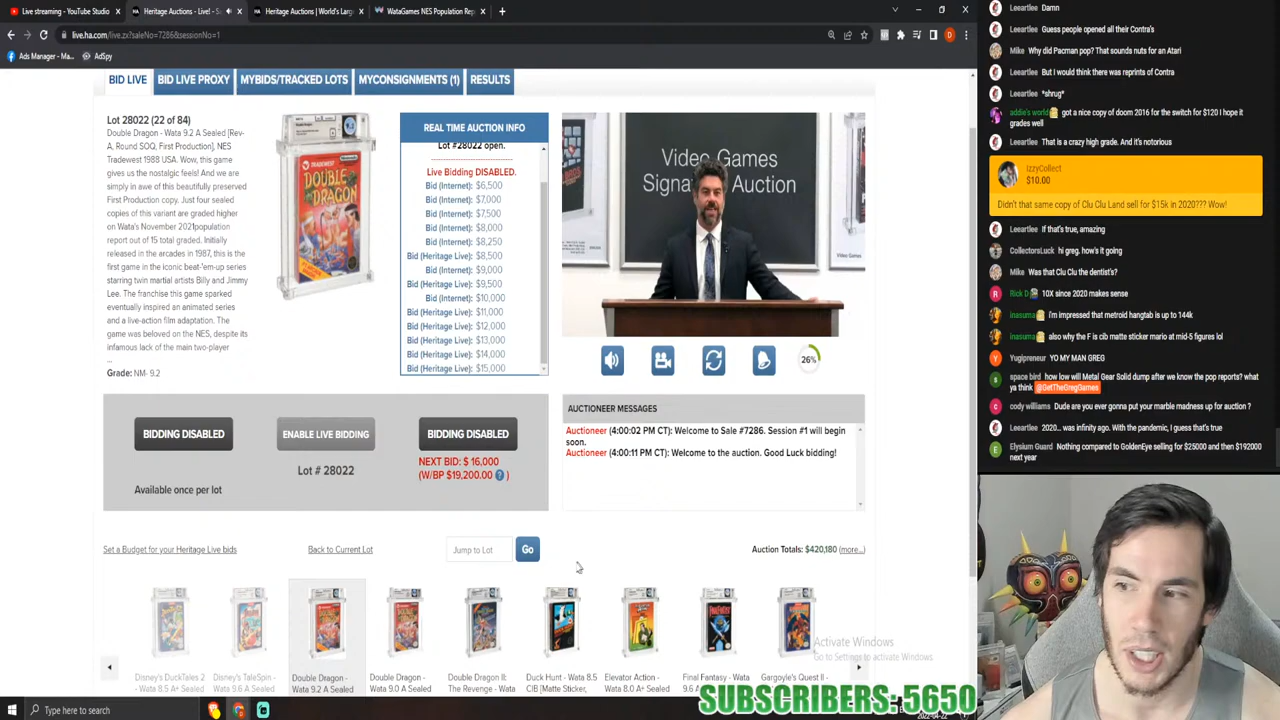 Live streaming - YouTube Studio
Heritage Auctions - Live! - S
Heritage Auctions | World's Larg
WataGames NES Population Rep
live.ha.com/live.zx?saleNo=7286&session=1
Ads Manager - Ma...
AdSpy
BID LIVE
BID LIVE PROXY
MYBIDS/TRACKED LOTS
MYCONSIGNMENTS (1)
RESULTS
Lot 28022 (22 of 84)
Double Dragon - Wata 9.2 A Sealed [Rev-
A, Round SOQ, First Production], NES
Tradewest 1988 USA. Wow, this game
gives us the nostalgic feels! And we are
simply in awe of this beautifully preserved
First Production copy. Just four sealed
copies of this variant are graded higher
on Wata's November 2021population
report out of 15 total graded. Initially
released in the arcades in 1987, this is the
first game in the iconic beat-'em-up series
starring twin martial artists Billy and Jimmy
Lee. The franchise this game sparked
eventually inspired an animated series
and a live-action film adaptation. The
game was beloved on the NES, despite its
infamous lack of the main two-player
...
Grade: NM- 9.2
TRADEWEST
DOUBLE
DRAGON
REAL TIME AUCTION INFO
Lot #28022 open.
Live Bidding DISABLED.
Bid (Internet): $6,500
Bid (Internet): $7,000
Bid (Internet): $7,500
Bid (Internet): $8,000
Bid (Internet): $8,250
Bid (Heritage Live): $8,500
Bid (Internet): $9,000
Bid (Heritage Live): $9,500
Bid (Internet): $10,000
Bid (Heritage Live): $11,000
Bid (Heritage Live): $12,000
Bid (Heritage Live): $13,000
Bid (Heritage Live): $14,000
Bid (Heritage Live): $15,000
Video Games
Signa Auction
Video Games
26%
BIDDING DISABLED
ENABLE LIVE BIDDING
BIDDING DISABLED
Lot # 28022
NEXT BID: $ 16,000
(W/BP $19,200.00 ? )
Available once per lot
AUCTIONEER MESSAGES
Auctioneer (4:00:02 PM CT): Welcome to Sale #7286. Session #1 will begin
soon.
Auctioneer (4:00:11 PM CT): Welcome to the auction. Good Luck bidding!
Set a Budget for your Heritage Live bids
Back to Current Lot
Jump to Lot
Go
Auction Totals: $420,180 (more...)
Disney's DuckTales 2
- Wata 8.5 A+ Sealed
Disney's TaleSpin -
Wata 9.6 A Sealed
Double Dragon -
Wata 9.2 A Sealed
Double Dragon -
Wata 9.0 A Sealed
Double Dragon II:
The Revenge - Wata
Duck Hunt - Wata 8.5
CIB [Matte Sticker,
Elevator Action -
Wata 8.0 A+ Sealed
Final Fantasy - Wata
Gargoyle's Quest II -
Activate Windows
Go to Settings to activate Windows
SUBSCRIBERS: 5650
Type here to search
2022-04-22
Leeartlee Damn
Leeartlee Guess people opened all their Contra's
Mike Why did Pacman pop? That sounds nuts for an Atari
Leeartlee But I would think there was reprints of Contra
Leeartlee *shrug*
addie's world got a nice copy of doom 2016 for the switch for $120 I hope it
grades well
Leeartlee That is a crazy high grade. And it's notorious
IzzyCollect
$10.00
Didn't that same copy of Clu Clu Land sell for $15k in 2020??? Wow!
Leeartlee If that's true, amazing
CollectorsLuck hi greg. how's it going
Mike Was that Clu Clu the dentist's?
Rick D 10X since 2020 makes sense
inasuma i'm impressed that metroid hangtab is up to 144k
inasuma also why the F is cib matte sticker mario at mid-5 figures lol
Yugipreneur YO MY MAN GREG
space bird how low will Metal Gear Solid dump after we know the pop reports? what
ya think @GetTheGregGames
cody williams Dude are you ever gonna put your marble madness up for auction ?
Leeartlee 2020... was infinity ago. With the pandemic, I guess that's true
Elysium Guard Nothing compared to GoldenEye selling for $25000 and then $192000
next year